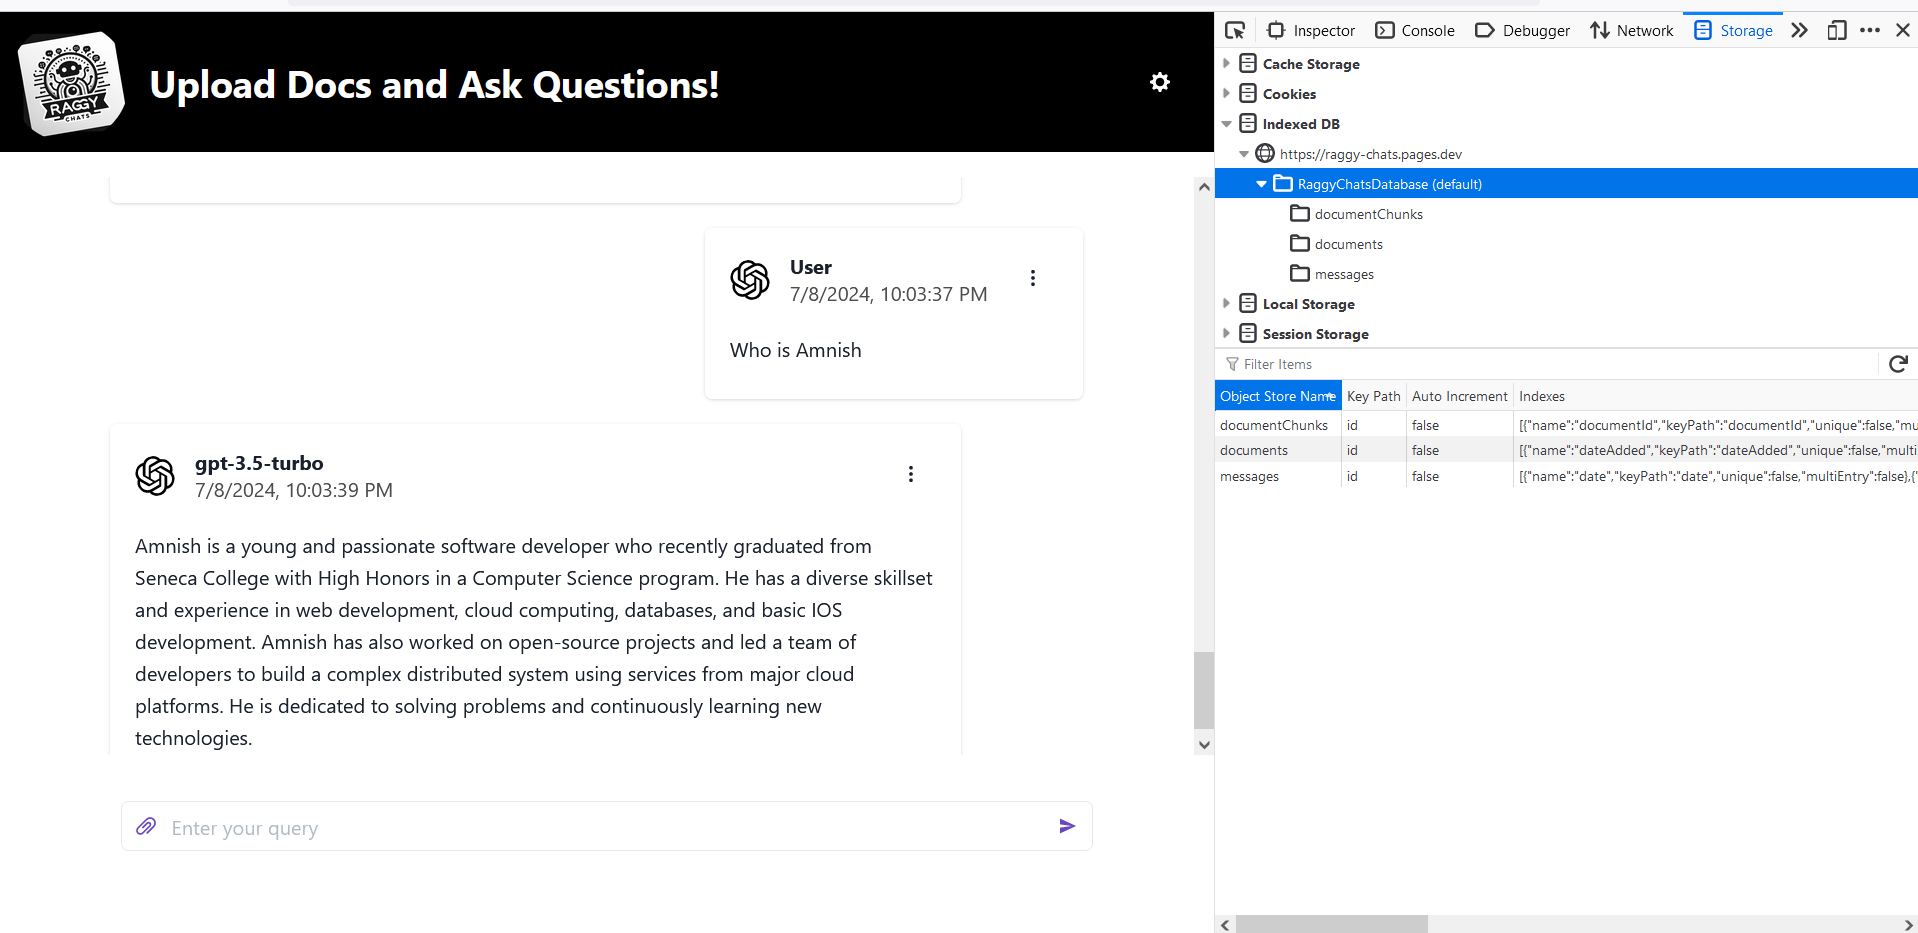 RAGGY
CHATS
Upload Docs and Ask Questions!
User
7/8/2024, 10:03:37 PM
Who is Amnish
gpt-3.5-turbo
7/8/2024, 10:03:39 PM
Amnish is a young and passionate software developer who recently graduated from
Seneca College with High Honors in a Computer Science program. He has a diverse skillset
and experience in web development, cloud computing, databases, and basic IOS
development. Amnish has also worked on open-source projects and led a team of
developers to build a complex distributed system using services from major cloud
platforms. He is dedicated to solving problems and continuously learning new
technologies.
Enter your query
Inspector Console Debugger Network Storage
Cache Storage
Cookies
Indexed DB
https://raggy-chats.pages.dev
RaggyChatsDatabase (default)
documentChunks
documents
messages
Local Storage
Session Storage
Filter Items
Object Store Name Key Path Auto Increment Indexes
documentChunks id false [{"name":"documentId","keyPath":"documentId","unique":false,"mu
documents id false [{"name":"dateAdded","keyPath":"dateAdded","unique":false,"multi
messages id false [{"name":"date","keyPath":"date","unique":false,"multiEntry":false},{"